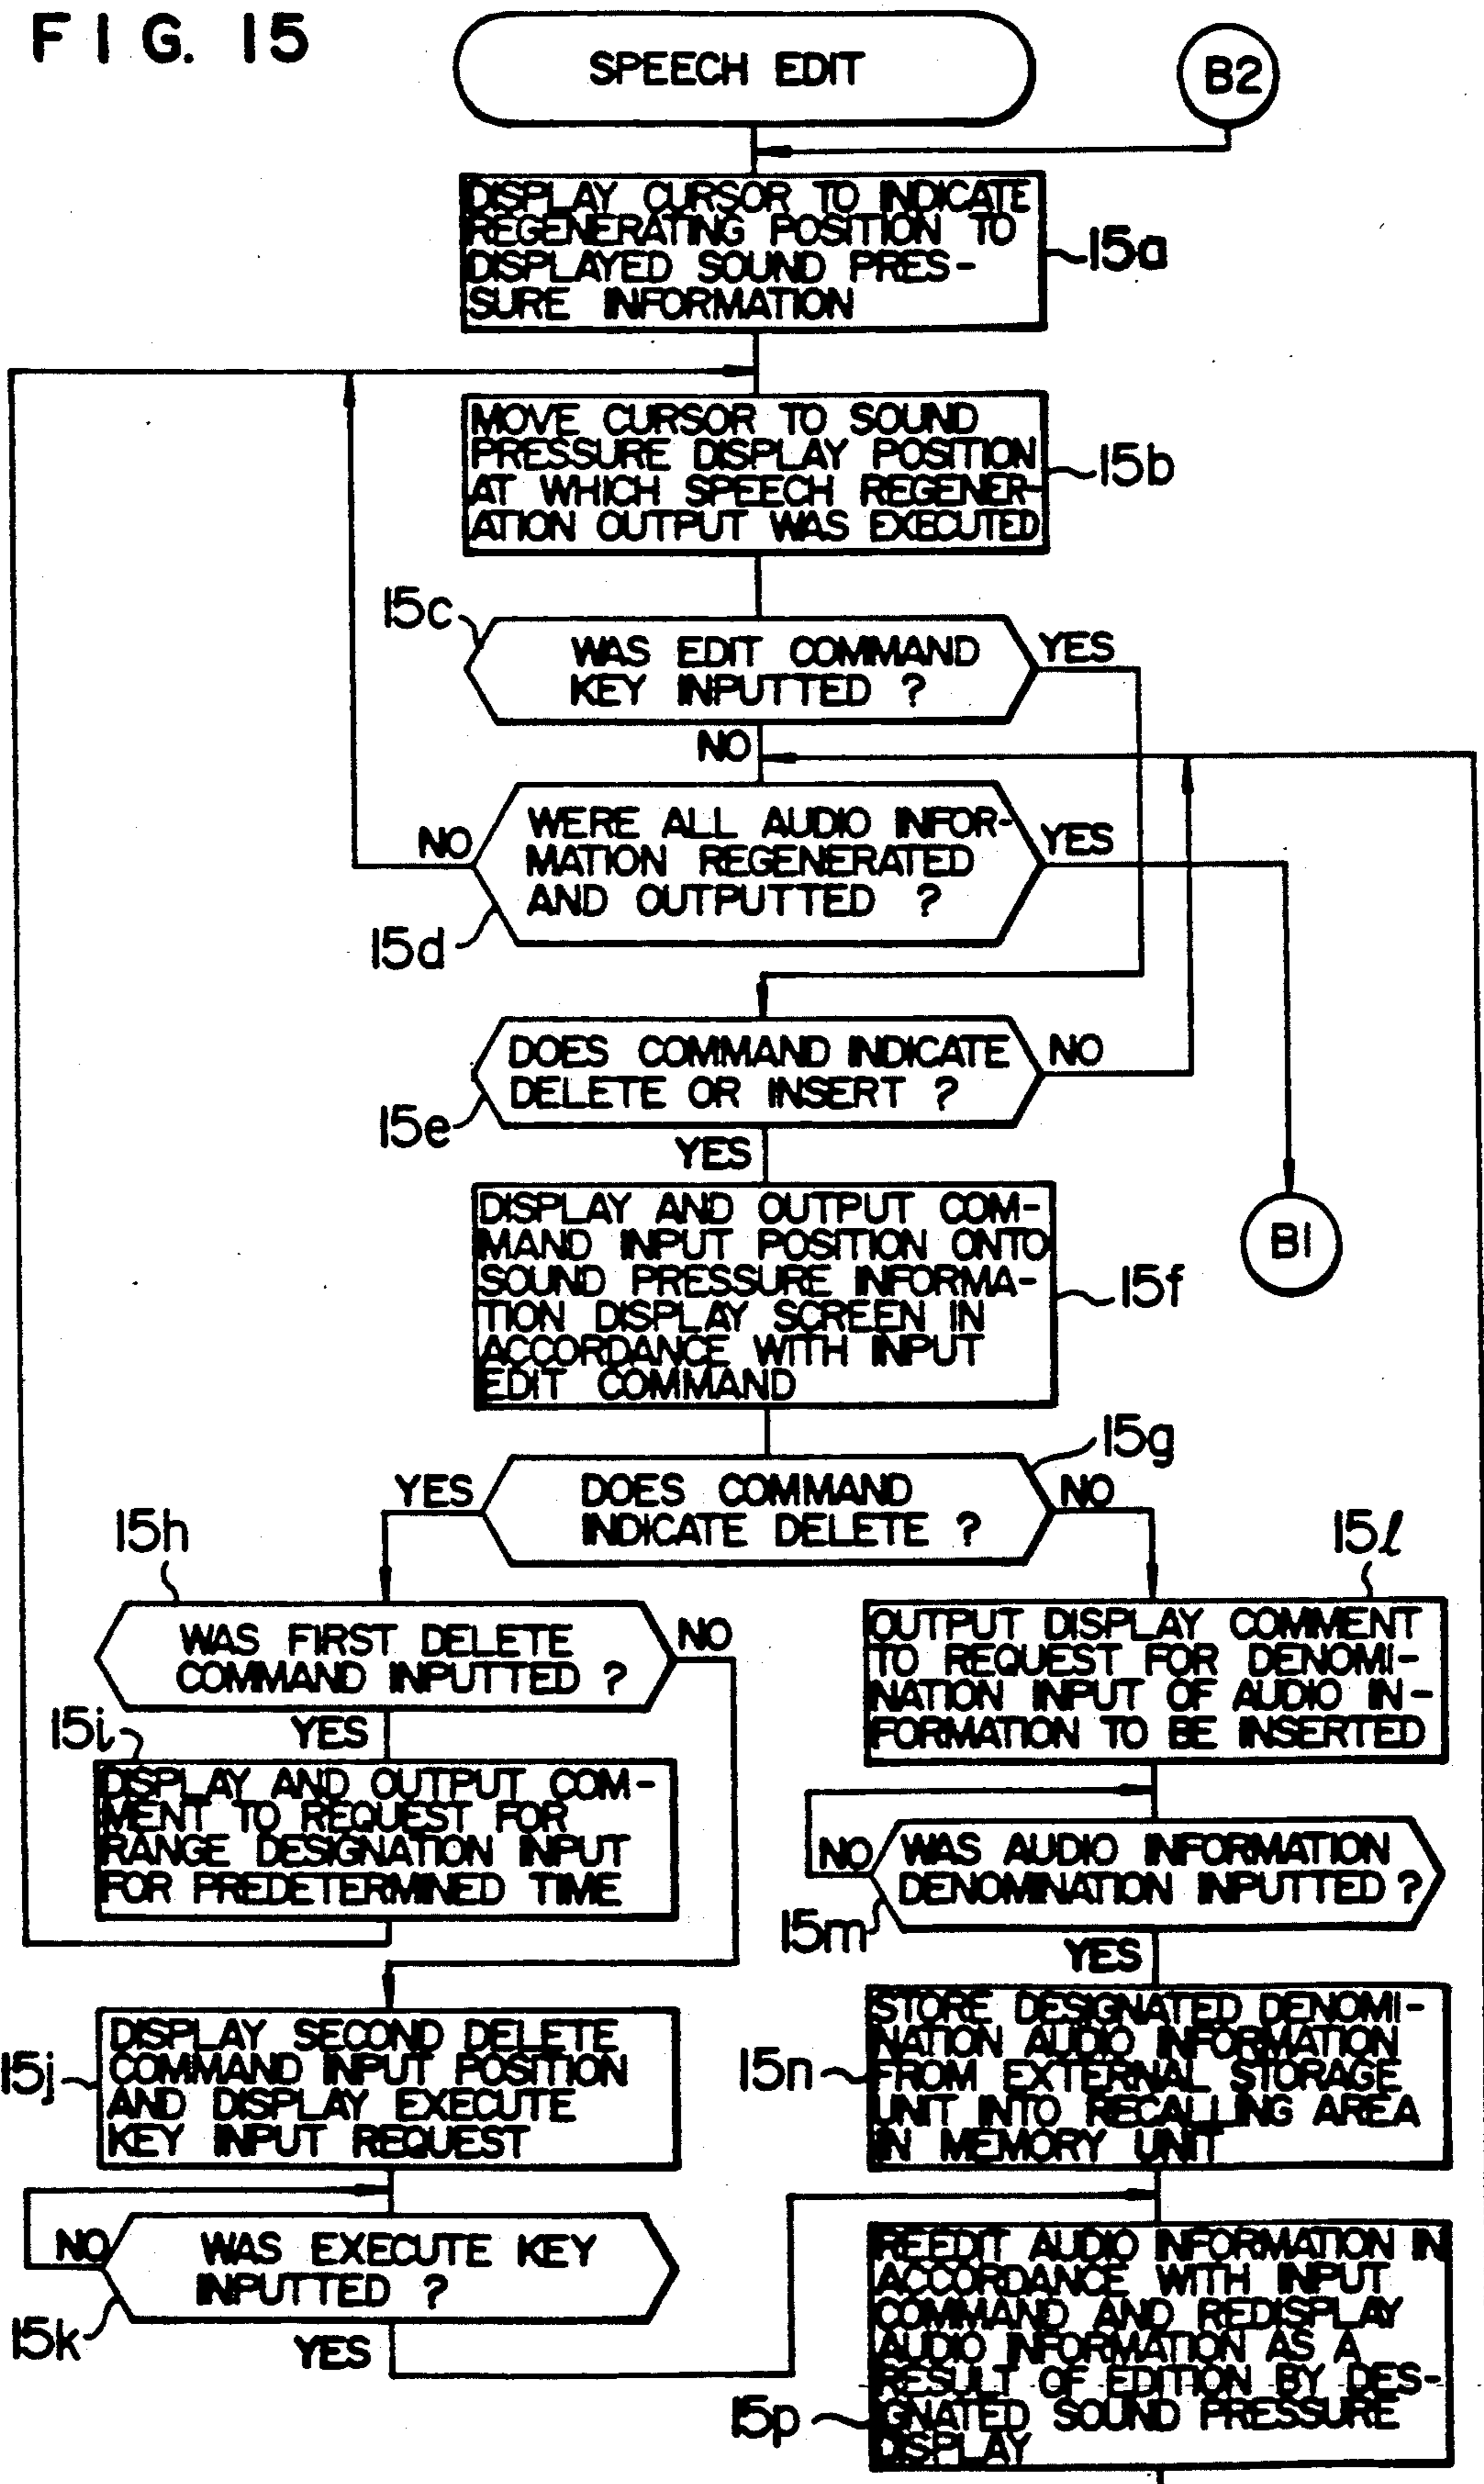 FIG. 15
SPEECH EDIT
B2
DISPLAY CURSOR TO INDICATE
REGENERATING POSITION TO
DISPLAYED SOUND PRES-
SURE INFORMATION
15a
MOVE CURSOR TO SOUND
PRESSURE DISPLAY POSITION
AT WHICH SPEECH REGENER-
ATION OUTPUT WAS EXECUTED
15b
15c
WAS EDIT COMMAND
KEY INPUTTED ?
YES
NO
WERE ALL AUDIO INFOR-
MATION REGENERATED
AND OUTPUTTED ?
NO
YES
15d
DOES COMMAND INDICATE
DELETE OR INSERT ?
NO
15e
YES
B1
DISPLAY AND OUTPUT COM-
MAND INPUT POSITION ONTO
SOUND PRESSURE INFORMA-
TION DISPLAY SCREEN IN
ACCORDANCE WITH INPUT
EDIT COMMAND
15f
15g
YES
DOES COMMAND
INDICATE DELETE ?
NO
15h
WAS FIRST DELETE
COMMAND INPUTTED ?
NO
YES
15i
DISPLAY AND OUTPUT COM-
MENT TO REQUEST FOR
RANGE DESIGNATION INPUT
FOR PREDETERMINED TIME
15j
DISPLAY SECOND DELETE
COMMAND INPUT POSITION
AND DISPLAY EXECUTE
KEY INPUT REQUEST
NO
WAS EXECUTE KEY
INPUTTED ?
15k
YES
15l
OUTPUT DISPLAY COMMENT
TO REQUEST FOR DENOMI-
NATION INPUT OF AUDIO IN-
FORMATION TO BE INSERTED
NO
WAS AUDIO INFORMATION
DENOMINATION INPUTTED ?
15m
YES
STORE DESIGNATED DENOMI-
NATION AUDIO INFORMATION
FROM EXTERNAL STORAGE
UNIT INTO RECALLING AREA
IN MEMORY UNIT
15n
REEDIT AUDIO INFORMATION IN
ACCORDANCE WITH INPUT
COMMAND AND REDISPLAY
AUDIO INFORMATION AS A
RESULT OF EDITION BY DES-
IGNATED SOUND PRESSURE
DISPLAY
15p